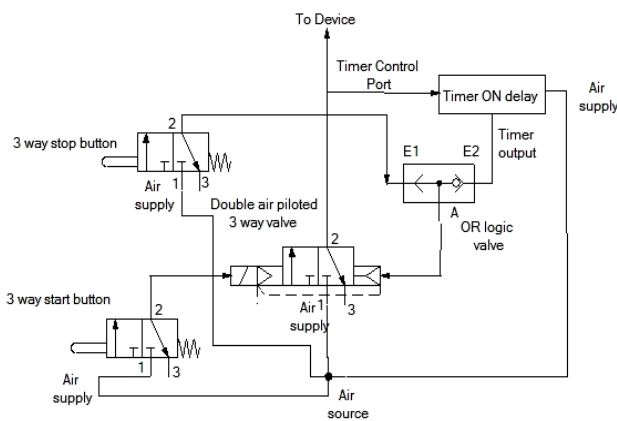 To Device
Timer Control
Port
Timer ON delay
Air
supply
2
3 way stop button
E1
E2
Timer
output
Air
supply
1
3
A
OR logic
valve
Double air piloted
3 way valve
2
1
3
Air
supply
3 way start button
2
1
3
Air
supply
Air
source